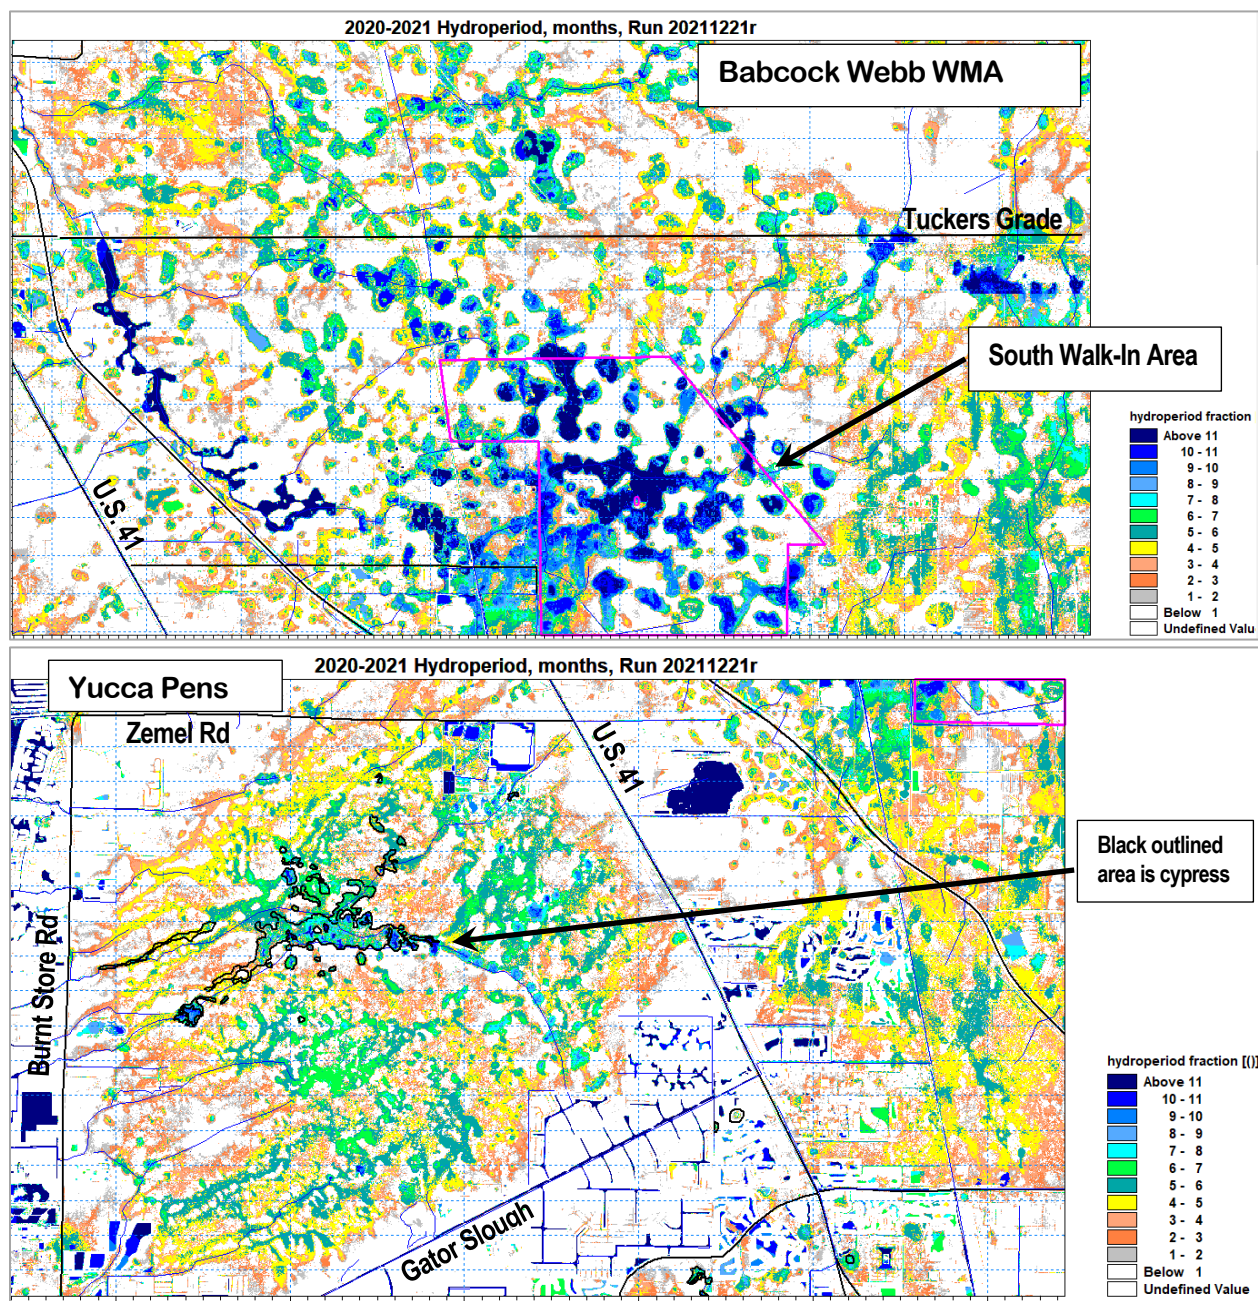 2020-2021 Hydroperiod, months, Run 20211221r
Babcock Webb WMA
Tuckers Grade
South Walk-In Area
U.S. 41
hydroperiod fraction
Above 11
10 - 11
9 - 10
8 - 9
7 - 8
6 - 7
5 - 6
4 - 5
3 - 4
2 - 3
1 - 2
Below 1
Undefined Valu
2020-2021 Hydroperiod, months, Run 20211221r
Yucca Pens
Zemel Rd
U.S. 41
Black outlined
area is cypress
Burnt Store Rd
Gator Slough
hydroperiod fraction [()]
Above 11
10 - 11
9 - 10
8 - 9
7 - 8
6 - 7
5 - 6
4 - 5
3 - 4
2 - 3
1 - 2
Below 1
Undefined Value